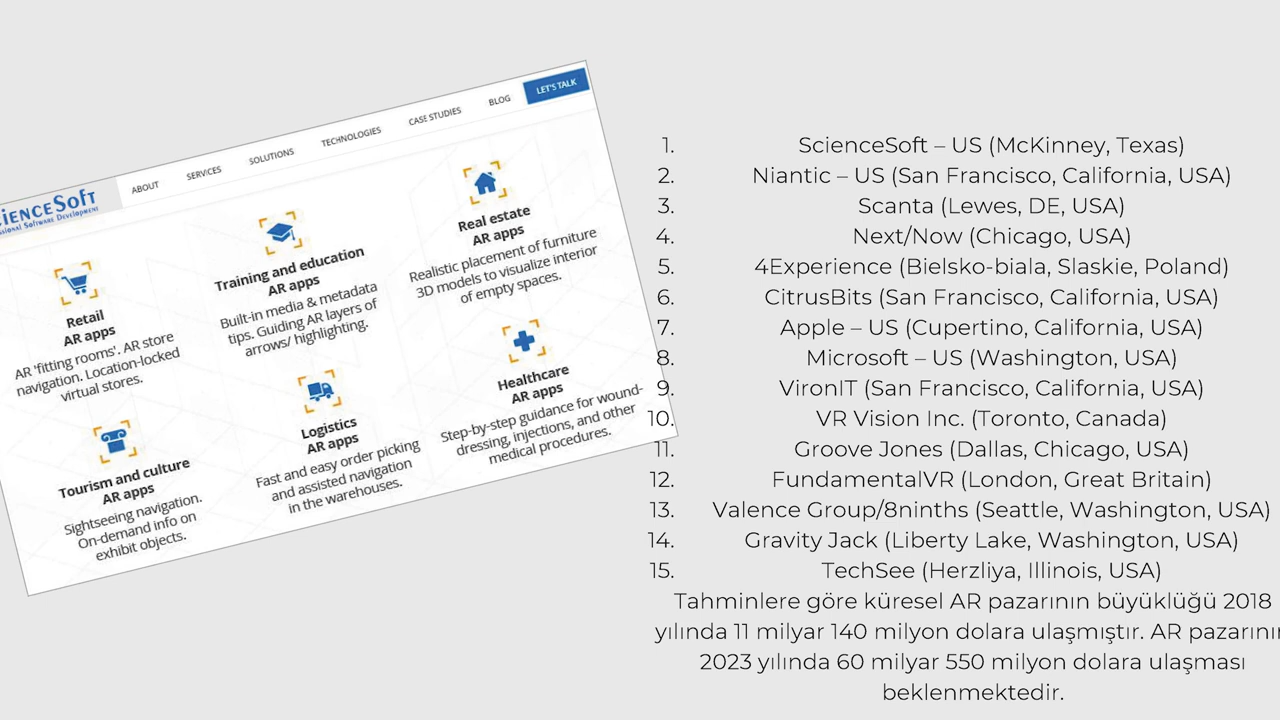 ABOUT SERVICES SOLUTIONS TECHNOLOGIES CASE STUDIES BLOG LET'S TALK
Retail
AR apps
AR 'fitting rooms'. AR store
navigation. Location-locked
virtual stores.
Training and education
AR apps
Built-in media & metadata
tips. Guiding AR layers of
arrows/ highlighting.
Real estate
AR apps
Realistic placement of furniture
3D models to visualize interior
of empty spaces.
Tourism and culture
AR apps
Sightseeing navigation.
On-demand info on
exhibit objects.
Logistics
AR apps
Fast and easy order picking
and assisted navigation
in the warehouses.
Healthcare
AR apps
Step-by-step guidance for wound-
dressing, injections, and other
medical procedures.
1. ScienceSoft – US (McKinney, Texas)
2. Niantic – US (San Francisco, California, USA)
3. Scanta (Lewes, DE, USA)
4. Next/Now (Chicago, USA)
5. 4Experience (Bielsko-biala, Slaskie, Poland)
6. CitrusBits (San Francisco, California, USA)
7. Apple – US (Cupertino, California, USA)
8. Microsoft – US (Washington, USA)
9. VironIT (San Francisco, California, USA)
10. VR Vision Inc. (Toronto, Canada)
11. Groove Jones (Dallas, Chicago, USA)
12. FundamentalVR (London, Great Britain)
13. Valence Group/8ninths (Seattle, Washington, USA)
14. Gravity Jack (Liberty Lake, Washington, USA)
15. TechSee (Herzliya, Illinois, USA)
Tahminlere göre küresel AR pazarının büyüklüğü 2018
yılında 11 milyar 140 milyon dolara ulaşmıştır. AR
2023 yılında 60 milyar 550 milyon dolara ulaşması
beklenmektedir.